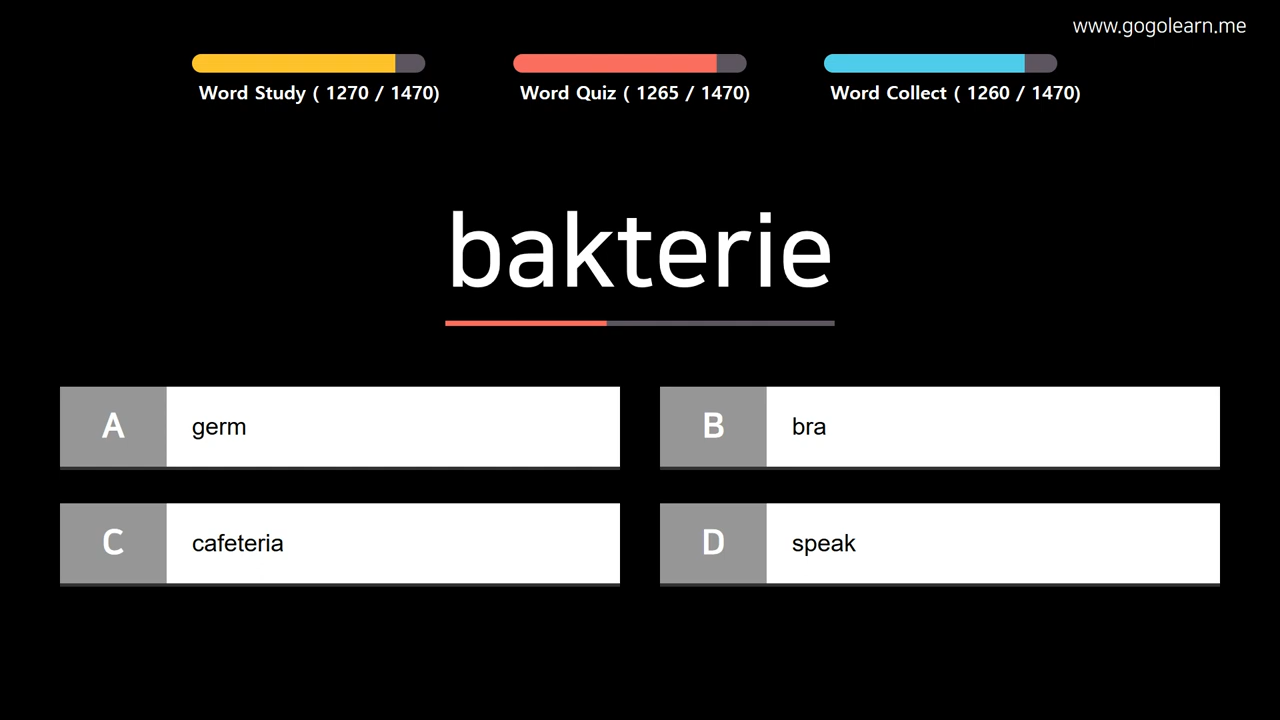 www.gogolearn.me
Word Study ( 1270 / 1470)
Word Quiz ( 1265 / 1470)
Word Collect ( 1260 / 1470)
bakterie
A germ
B bra
C cafeteria
D speak